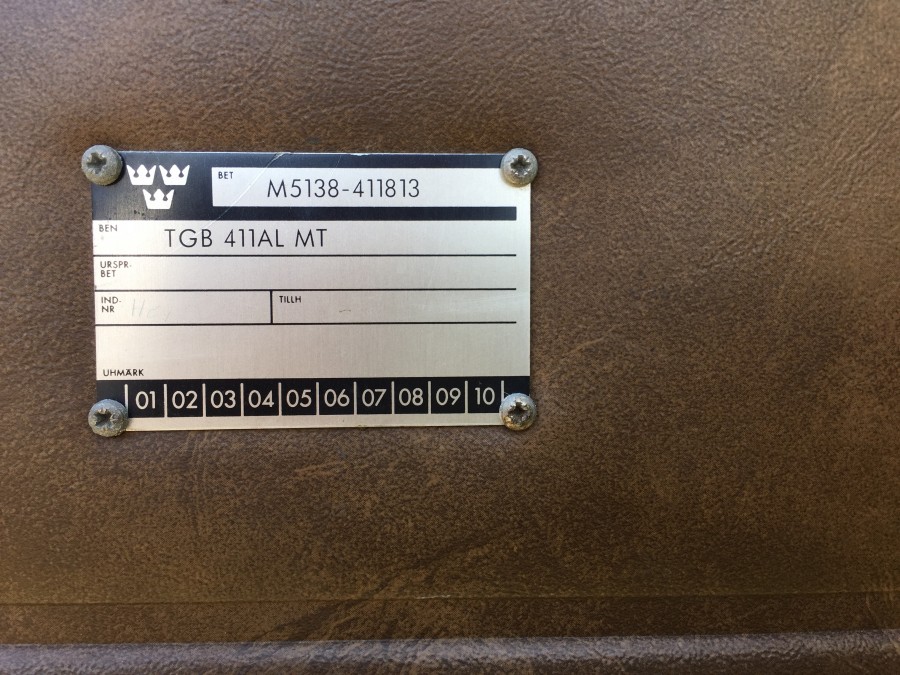 BET M5138-411813
BEN TGB 411AL MT
URSPR-
BET
IND-
NR
TILLH
UHMÄRK
01 02 03 04 05 06 07 08 09 10